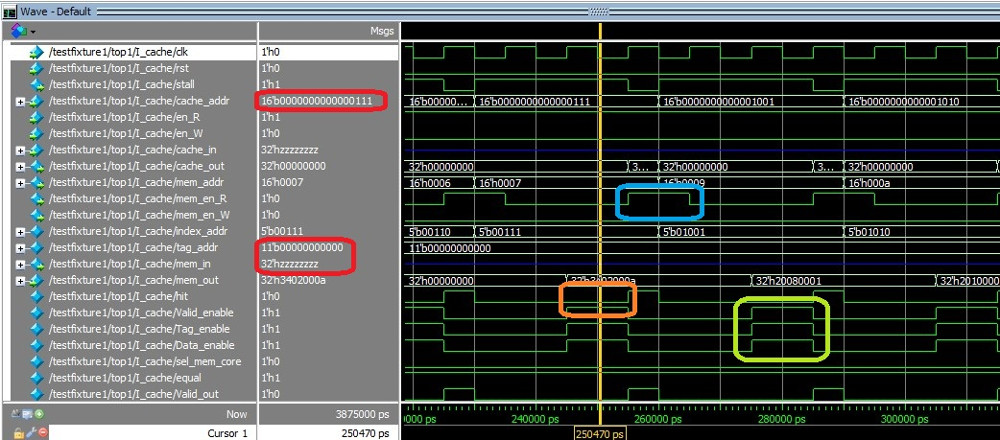 Wave - Default
Msgs
/testfixture1/top1/I_cache/clk 1'h0
/testfixture1/top1/I_cache/rst 1'h0
/testfixture1/top1/I_cache/stall 1'h1
/testfixture1/top1/I_cache/cache_addr 16'b0000000000000111 16'b00000... 16'b0000000000000111 16'b0000000000001001 16'b0000000000001010
/testfixture1/top1/I_cache/en_R 1'h1
/testfixture1/top1/I_cache/en_W 1'h0
/testfixture1/top1/I_cache/cache_in 32'hzzzzzzzz
/testfixture1/top1/I_cache/cache_out 32'h00000000 32'h00000000 3... 32'h00000000 3... 32'h00000000
/testfixture1/top1/I_cache/mem_addr 16'h0007 16'h0006 16'h0007 16'h0009 16'h000a
/testfixture1/top1/I_cache/mem_en_R 1'h0
/testfixture1/top1/I_cache/mem_en_W 1'h0
/testfixture1/top1/I_cache/index_addr 5'b00111 5'b00110 5'b00111 5'b01001 5'b01010
/testfixture1/top1/I_cache/tag_addr 11'b00000000000 11'b00000000000
/testfixture1/top1/I_cache/mem_in 32'hzzzzzzzz
/testfixture1/top1/I_cache/mem_out 32'h3402000a 32'h00000000 32'h3402000a 32'h20080001 32'h2010000
/testfixture1/top1/I_cache/hit 1'h0
/testfixture1/top1/I_cache/Valid_enable 1'h1
/testfixture1/top1/I_cache/Tag_enable 1'h1
/testfixture1/top1/I_cache/Data_enable 1'h1
/testfixture1/top1/I_cache/sel_mem_core 1'h0
/testfixture1/top1/I_cache/equal 1'h1
/testfixture1/top1/I_cache/Valid_out 1'h0
Now 3875000 ps 0000 ps 240000 ps 260000 ps 280000 ps 300000 ps
Cursor 1 250470 ps 250470 ps